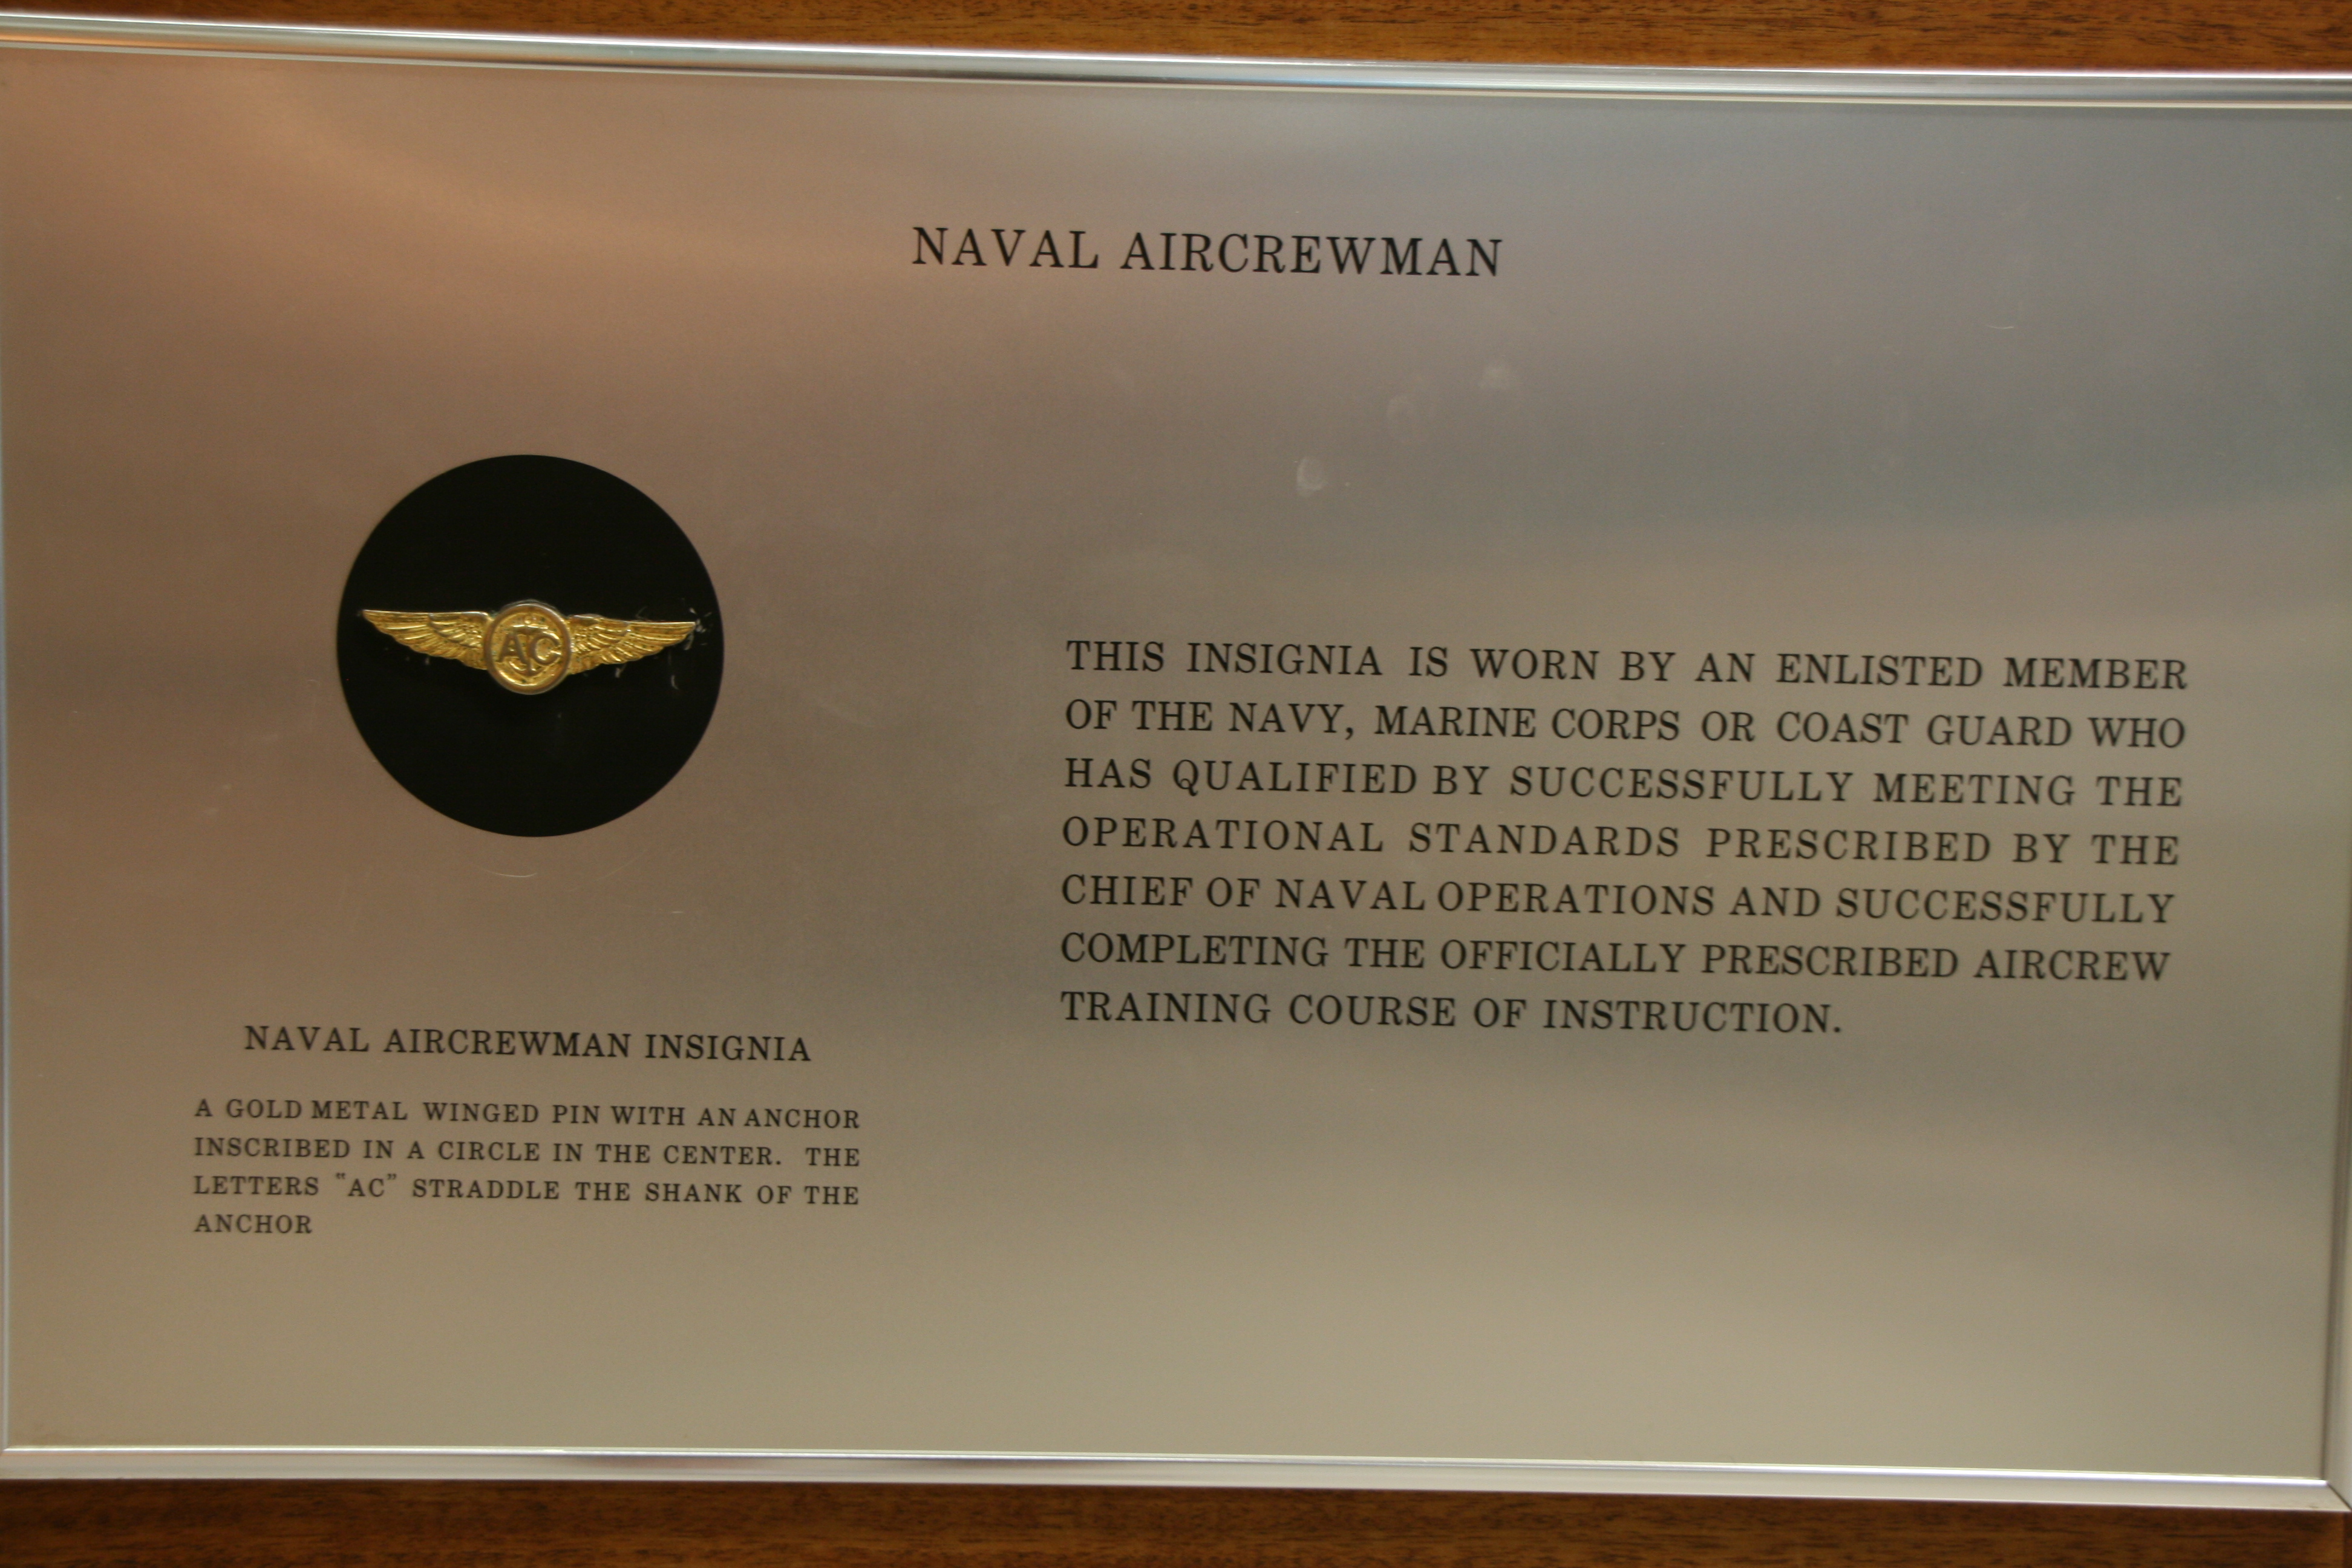 NAVAL AIRCREWMAN
AC
NAVAL AIRCREWMAN INSIGNIA
A GOLD METAL WINGED PIN WITH AN ANCHOR
INSCRIBED IN A CIRCLE IN THE CENTER. THE
LETTERS "AC" STRADDLE THE SHANK OF THE
ANCHOR
THIS INSIGNIA IS WORN BY AN ENLISTED MEMBER
OF THE NAVY, MARINE CORPS OR COAST GUARD WHO
HAS QUALIFIED BY SUCCESSFULLY MEETING THE
OPERATIONAL STANDARDS PRESCRIBED BY THE
CHIEF OF NAVAL OPERATIONS AND SUCCESSFULLY
COMPLETING THE OFFICIALLY PRESCRIBED AIRCREW
TRAINING COURSE OF INSTRUCTION.